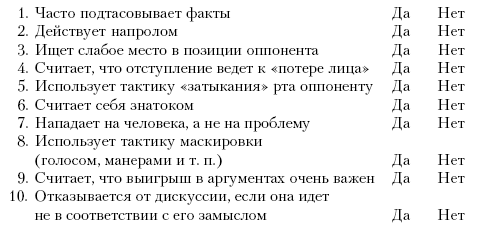 1. Часто подтасовывает факты Да Нет
2. Действует напролом Да Нет
3. Ищет слабое место в позиции оппонента Да Нет
4. Считает, что отступление ведет к «потере лица» Да Нет
5. Использует тактику «затыкания» рта оппоненту Да Нет
6. Считает себя знатоком Да Нет
7. Нападает на человека, а не на проблему Да Нет
8. Использует тактику маскировки
(голосом, манерами и т. п.) Да Нет
9. Считает, что выигрыш в аргументах очень важен Да Нет
10. Отказывается от дискуссии, если она идет
не в соответствии с его замыслом Да Нет